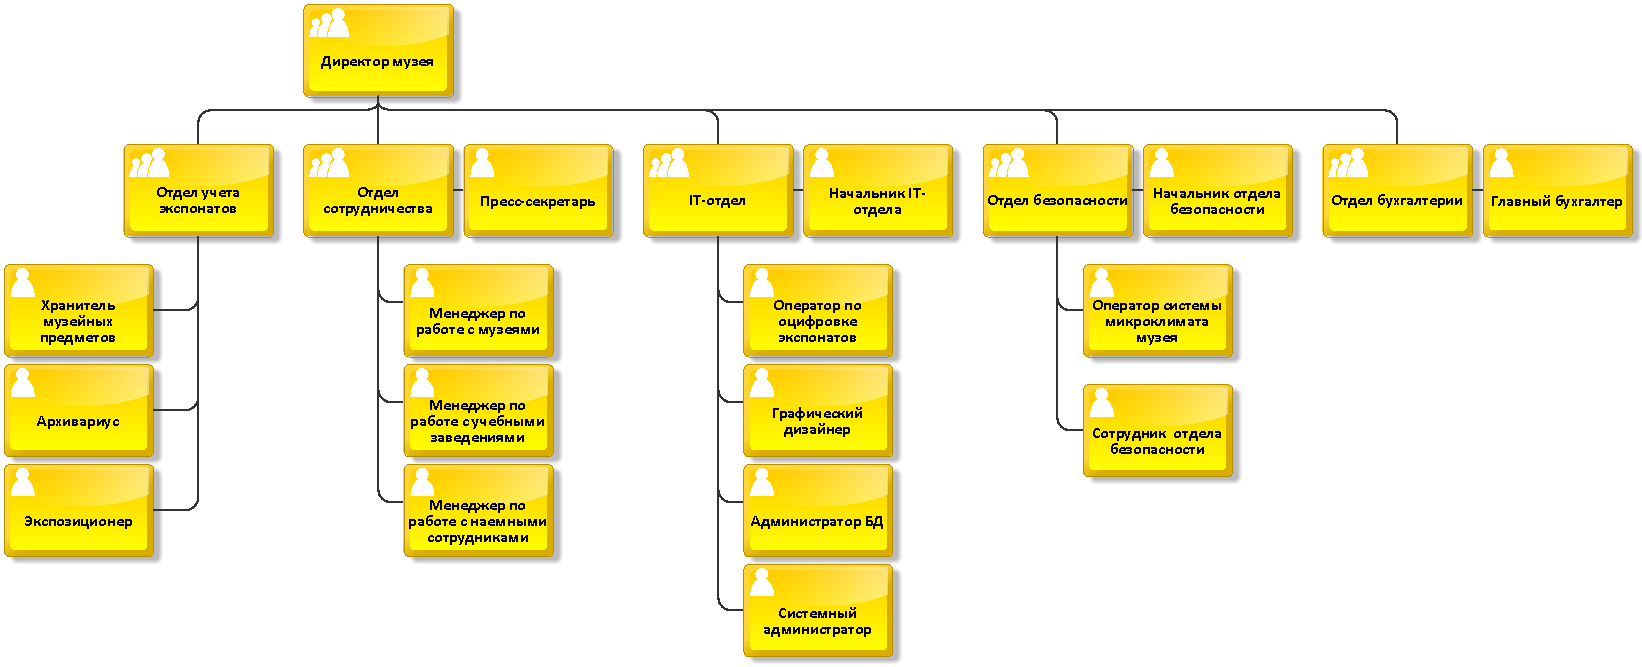 Директор музея
Отдел учета
экспонатов
Отдел
сотрудничества
Пресс-секретарь
IT-отдел
Начальник IT-
отдела
Отдел безопасности
Начальник отдела
безопасности
Отдел бухгалтерии
Главный бухгалтер
Хранитель
музейных
предметов
Архивариус
Экспозиционер
Менеджер по
работе с музеями
Менеджер по
работе с учебными
заведениями
Менеджер по
работе с наемными
сотрудниками
Оператор по
оцифровке
экспонатов
Графический
дизайнер
Администратор БД
Системный
администратор
Оператор системы
микроклимата
музея
Сотрудник отдела
безопасности